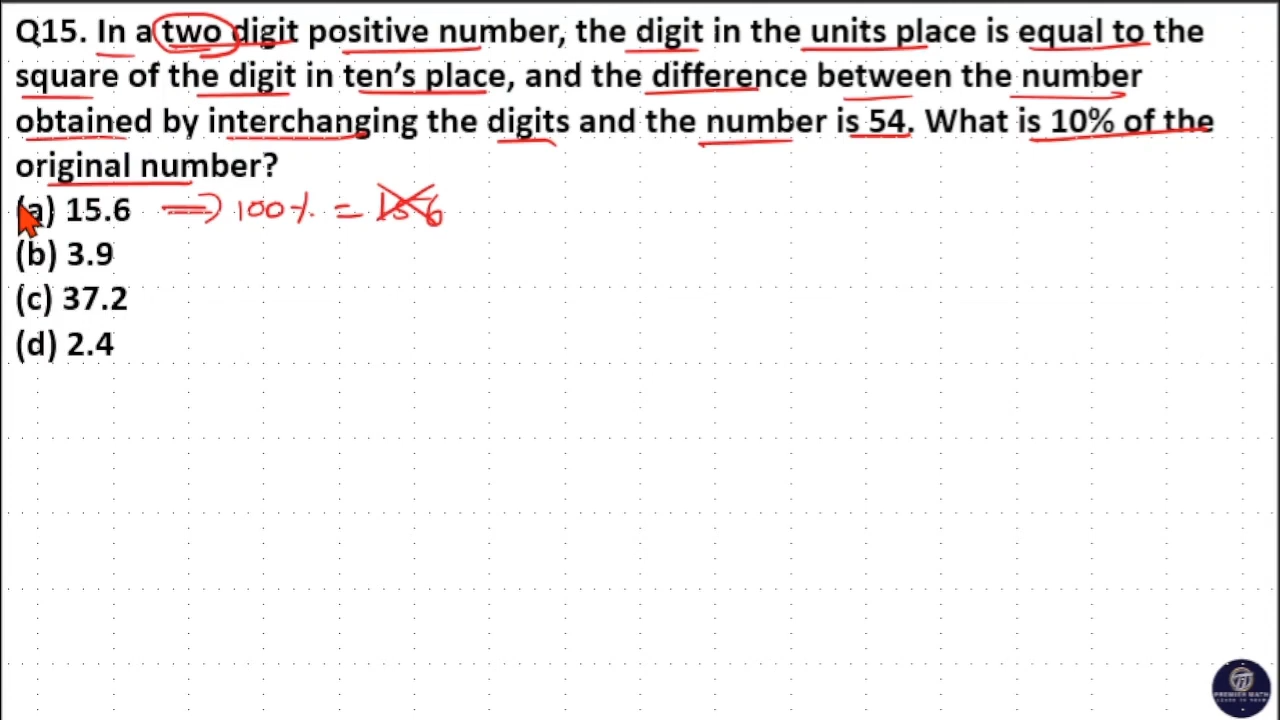 Q15. In a two digit positive number, the digit in the units place is equal to the
square of the digit in ten's place, and the difference between the number
obtained by interchanging the digits and the number is 54. What is 10% of the
original number?
(a) 15.6 ⟹ 100% = 156
(b) 3.9
(c) 37.2
(d) 2.4
PREMIER MATH